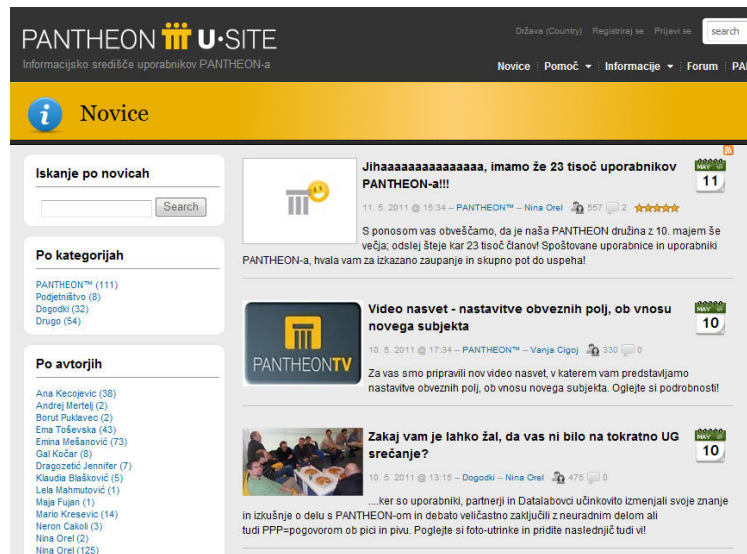 PANTHEON U•SITE
Informacijsko središče uporabnikov PANTHEON-a
Država (Country) Registriraj se Prijavi se search
Novice Pomoč Informacije Forum
Novice
Iskanje po novicah
Search
Po kategorijah
PANTHEON™ (111)
Podjetništvo (8)
Dogodki (32)
Drugo (54)
Po avtorjih
Ana Kecojevic (38)
Andrej Mertelj (2)
Borut Puklavec (2)
Ema Toševska (43)
Emina Mešanović (73)
Gal Kočar (8)
Dragozetić Jennifer (7)
Klaudia Blašković (5)
Lela Mahmutović (1)
Maja Fujan (1)
Mario Kresevic (14)
Neron Cakoli (3)
Nina Orel (2)
Nina Orel (125)
Jihaaaaaaaaaaaaaaa, imamo že 23 tisoč uporabnikov
PANTHEON-a!!!
MAY
11
11. 5. 2011 @ 15:34 – PANTHEON™ – Nina Orel 557 2
S ponosom vas obveščamo, da je naša PANTHEON družina z 10. majem še
večja; odslej šteje kar 23 tisoč članov! Spoštovane uporabnice in uporabniki
PANTHEON-a, hvala vam za izkazano zaupanje in skupno pot do uspeha!
PANTHEONTV
Video nasvet - nastavitve obveznih polj, ob vnosu
novega subjekta
MAY
10
10. 5. 2011 @ 17:34 – PANTHEON™ – Vanja Cigoj 330 0
Za vas smo pripravili nov video nasvet, v katerem vam predstavljamo
nastavitve obveznih polj, ob vnosu novega subjekta. Oglejte si podrobnosti!
Zakaj vam je lahko žal, da vas ni bilo na tokratno UG
srečanje?
MAY
10
10. 5. 2011 @ 13:15 – Dogodki – Nina Orel 475 0
....ker so uporabniki, partnerji in Datalabovci učinkovito izmenjali svoje znanje
in izkušnje o delu s PANTHEON-om in debato veličastno zaključili z neuradnim delom ali
tudi PPP=pogovorom ob pici in pivu. Poglejte si foto-utrinke in pridite naslednjič tudi vi!